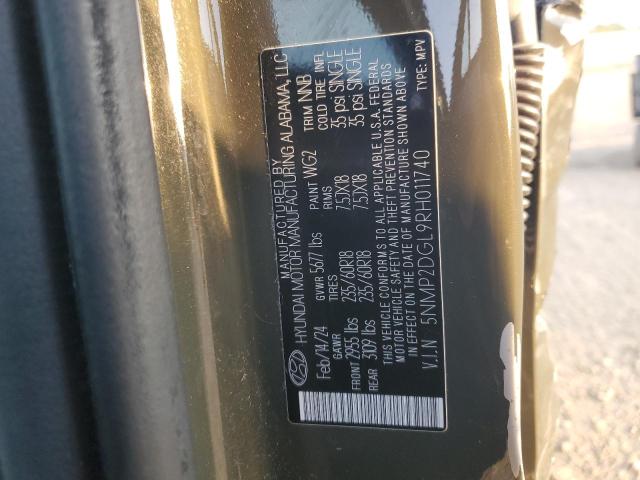 MANUFACTURED BY
HYUNDAI MOTOR MANUFACTURING ALABAMA, LLC
Feb/14/24 GVWR 5677 lbs PAINT WG2 TRIM NNB
GAWR TIRES RIMS COLD TIRE INFL
FRONT 2955 lbs 235/60R18 7.5JX18 35 psi SINGLE
REAR 3109 lbs 235/60R18 7.5JX18 35 psi SINGLE
THIS VEHICLE CONFORMS TO ALL APPLICABLE U.S.A. FEDERAL
MOTOR VEHICLE SAFETY AND THEFT PREVENTION STANDARDS
IN EFFECT ON THE DATE OF MANUFACTURE SHOWN ABOVE.
V.I.N 5NMP2DGL9RH011740 TYPE: MPV